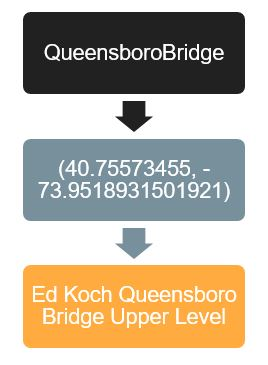 QueensboroBridge
(40.75573455, -
73.9518931501921)
Ed Koch Queensboro
Bridge Upper Level